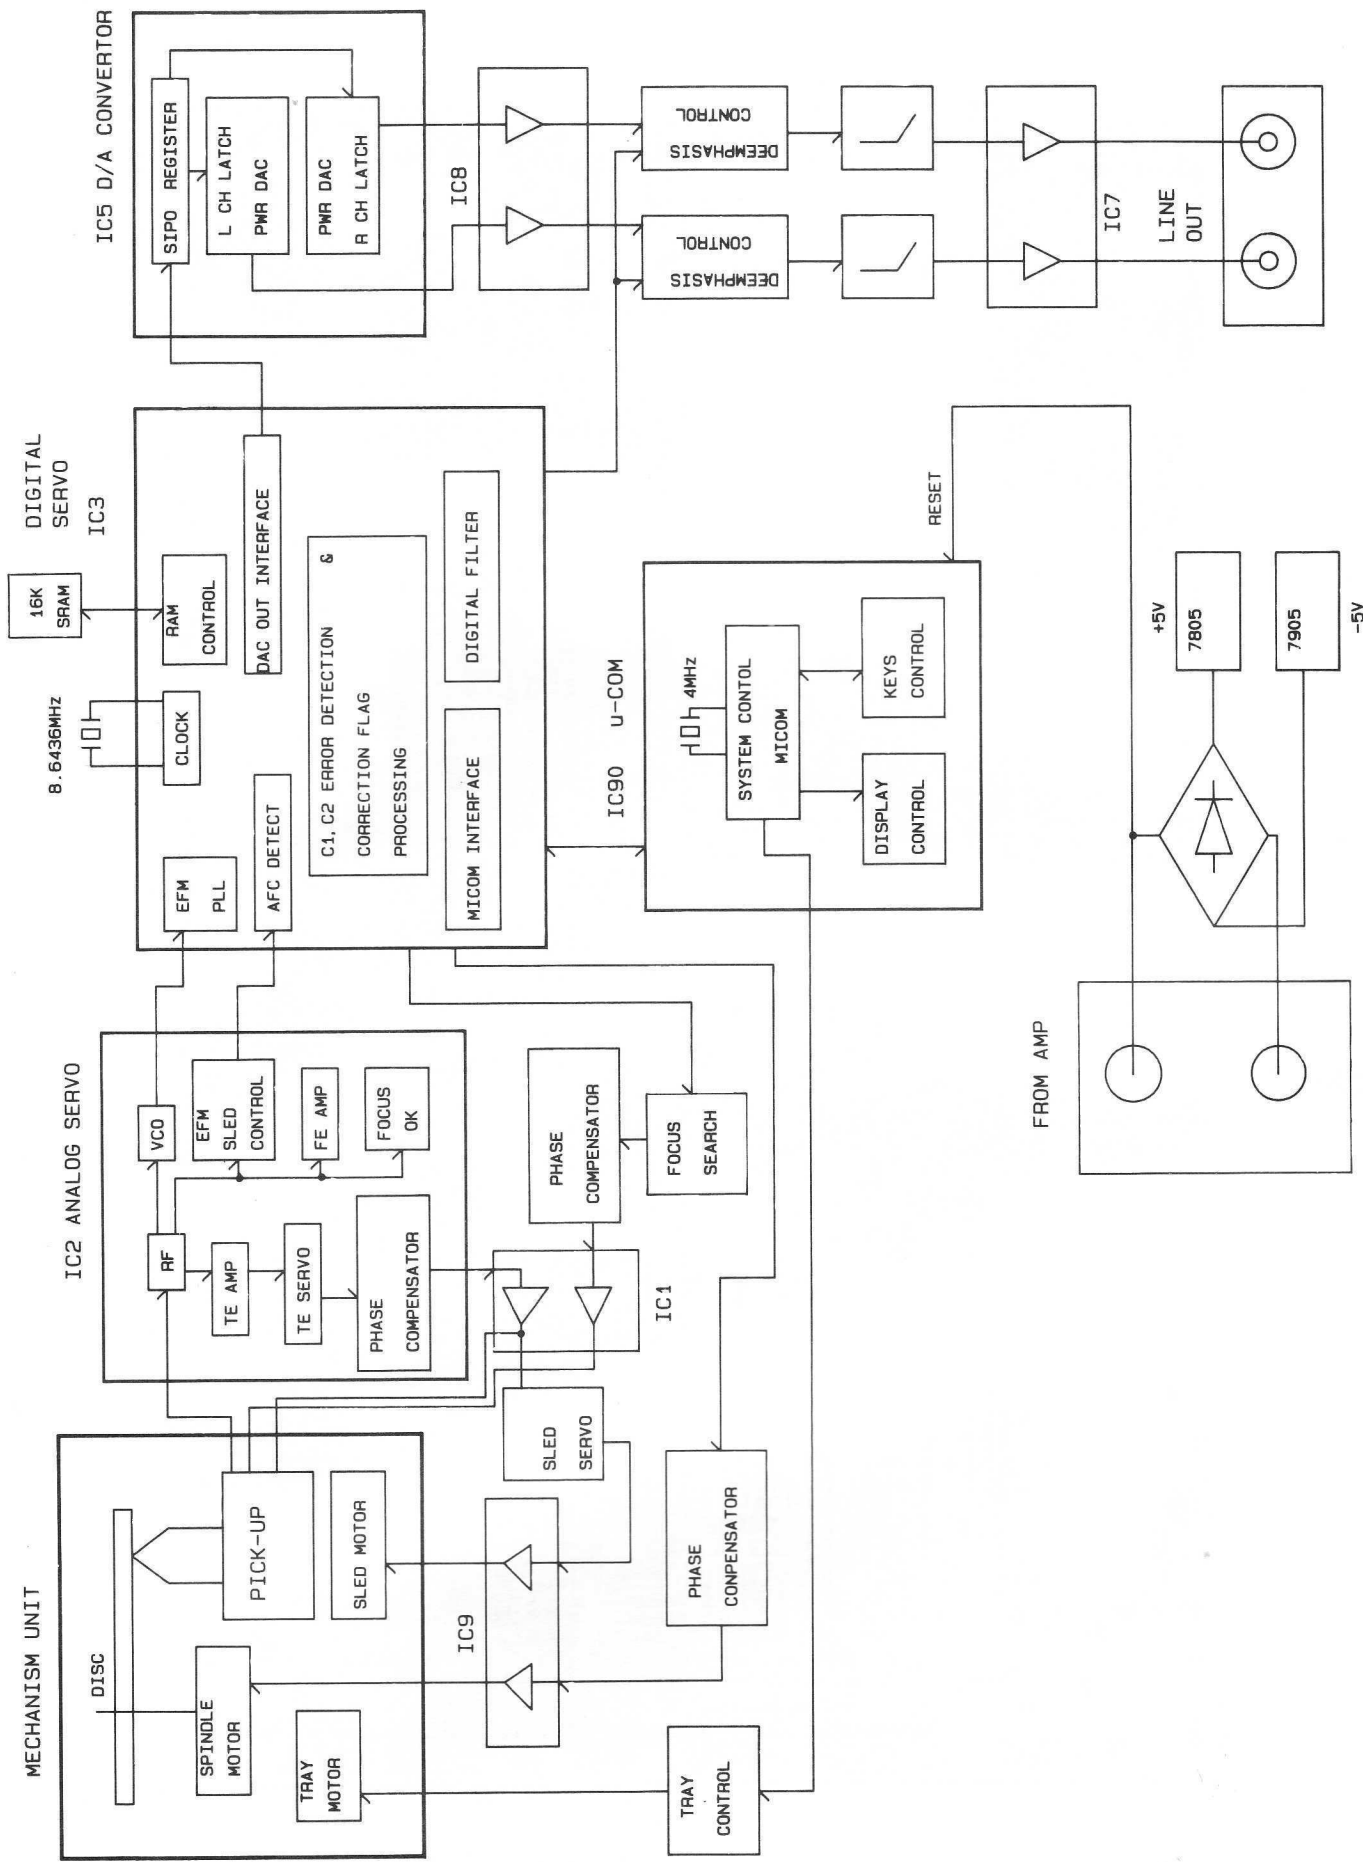 MECHANISM UNIT
DISC
SPINDLE
MOTOR
TRAY
MOTOR
PICK-UP
SLED MOTOR
IC9
TRAY
CONTROL
PHASE
CONPENSATOR
SLED
SERVO
IC2 ANALOG SERVO
RF
VCO
EFM
SLED
CONTROL
FE AMP
FOCUS
OK
TE AMP
TE SERVO
PHASE
COMPENSATOR
IC1
PHASE
COMPENSATOR
FOCUS
SEARCH
DIGITAL
SERVO
IC3
8.6436MHz
16K
SRAM
EFM
PLL
CLOCK
RAM
CONTROL
AFC DETECT
DAC OUT INTERFACE
C1, C2 ERROR DETECTION &
CORRECTION FLAG
PROCESSING
MICOM INTERFACE
DIGITAL FILTER
IC90 u-COM
4MHz
SYSTEM CONTOL
MICOM
DISPLAY
CONTROL
KEYS
CONTROL
RESET
IC5 D/A CONVERTOR
SIPO REGISTER
L CH LATCH
PWR DAC
PWR DAC
R CH LATCH
IC8
DEEMPHASIS
CONTROL
DEEMPHASIS
CONTROL
IC7
LINE
OUT
FROM AMP
+5V
7805
7905
-5V